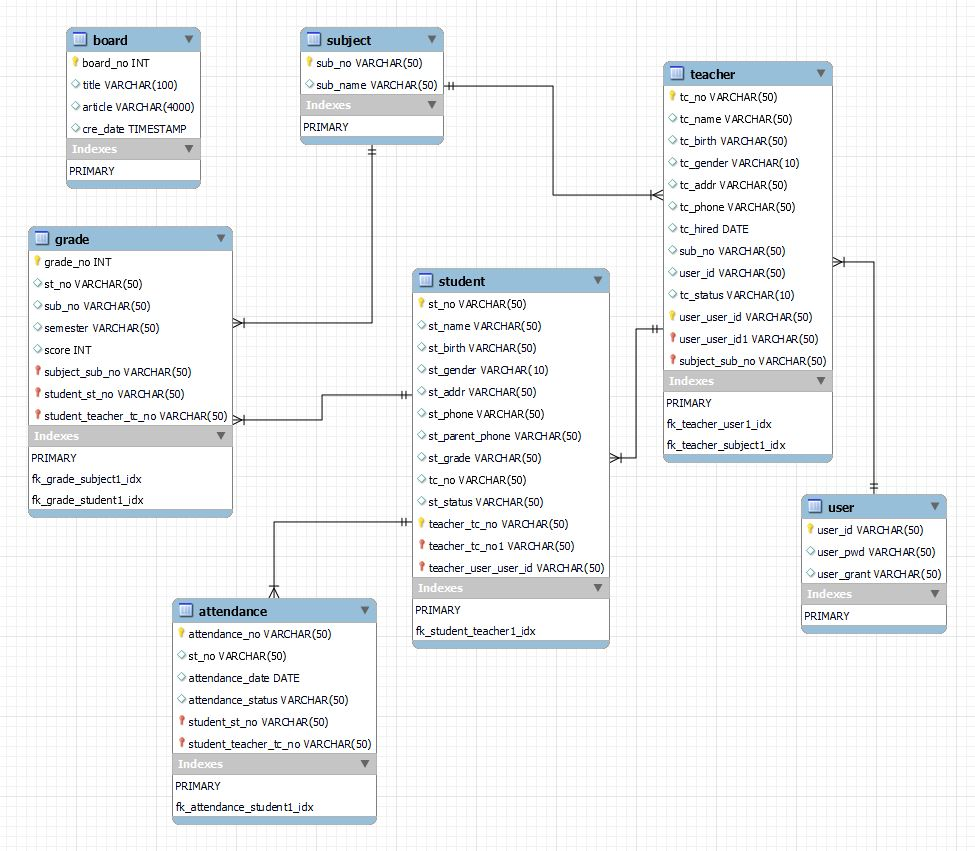 board
board_no INT
title VARCHAR(100)
article VARCHAR(4000)
cre_date TIMESTAMP
Indexes
PRIMARY
subject
sub_no VARCHAR(50)
sub_name VARCHAR(50)
Indexes
PRIMARY
teacher
tc_no VARCHAR(50)
tc_name VARCHAR(50)
tc_birth VARCHAR(50)
tc_gender VARCHAR(10)
tc_addr VARCHAR(50)
tc_phone VARCHAR(50)
tc_hired DATE
sub_no VARCHAR(50)
user_id VARCHAR(50)
tc_status VARCHAR(10)
user_user_id VARCHAR(50)
user_user_id1 VARCHAR(50)
subject_sub_no VARCHAR(50)
Indexes
PRIMARY
fk_teacher_user1_idx
fk_teacher_subject1_idx
grade
grade_no INT
st_no VARCHAR(50)
sub_no VARCHAR(50)
semester VARCHAR(50)
score INT
subject_sub_no VARCHAR(50)
student_st_no VARCHAR(50)
student_teacher_tc_no VARCHAR(50)
Indexes
PRIMARY
fk_grade_subject1_idx
fk_grade_student1_idx
student
st_no VARCHAR(50)
st_name VARCHAR(50)
st_birth VARCHAR(50)
st_gender VARCHAR(10)
st_addr VARCHAR(50)
st_phone VARCHAR(50)
st_parent_phone VARCHAR(50)
st_grade VARCHAR(50)
tc_no VARCHAR(50)
st_status VARCHAR(50)
teacher_tc_no VARCHAR(50)
teacher_tc_no1 VARCHAR(50)
teacher_user_user_id VARCHAR(50)
Indexes
PRIMARY
fk_student_teacher1_idx
user
user_id VARCHAR(50)
user_pwd VARCHAR(50)
user_grant VARCHAR(50)
Indexes
PRIMARY
attendance
attendance_no VARCHAR(50)
st_no VARCHAR(50)
attendance_date DATE
attendance_status VARCHAR(50)
student_st_no VARCHAR(50)
student_teacher_tc_no VARCHAR(50)
Indexes
PRIMARY
fk_attendance_student1_idx